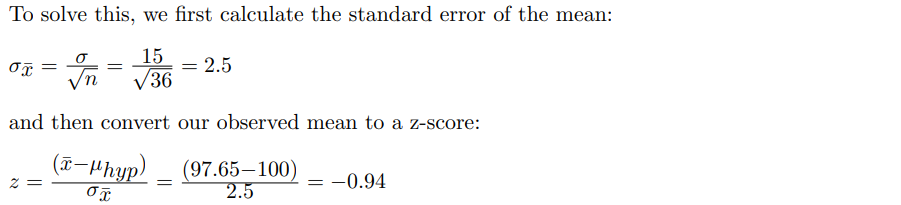 To solve this, we first calculate the standard error of the mean:
σ_x̄ = σ/√n = 15/√36 = 2.5
and then convert our observed mean to a z-score:
z = (x̄−μ_hyp)/σ_x̄ = (97.65−100)/2.5 = −0.94